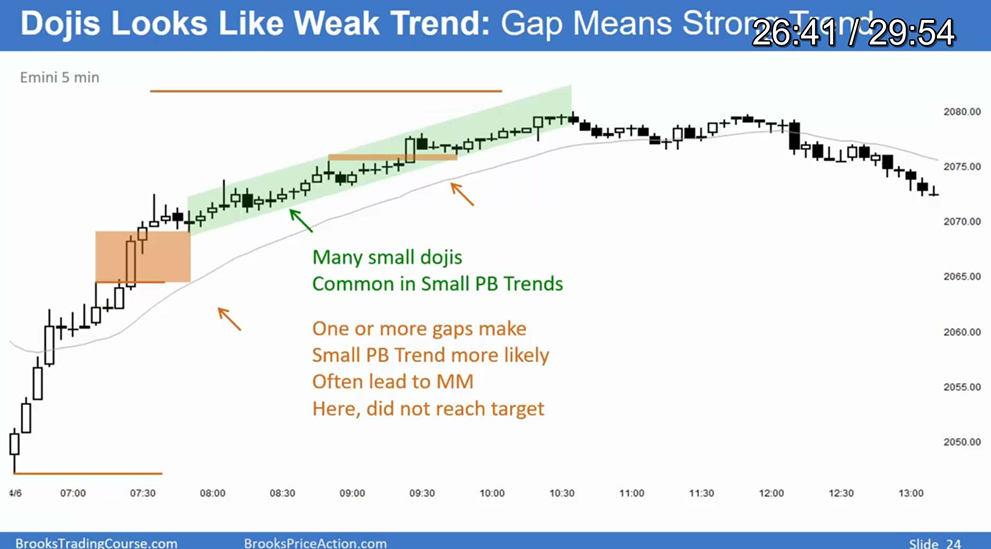 Dojis Looks Like Weak Trend: Gap Means Strong Trend
26:41 / 29:54
Emini 5 min
2080.00
2075.00
2070.00
2065.00
2060.00
2055.00
2050.00
Many small dojis
Common in Small PB Trends
One or more gaps make
Small PB Trend more likely
Often lead to MM
Here, did not reach target
4/6 07:00 07:30 08:00 08:30 09:00 09:30 10:00 10:30 11:00 11:30 12:00 12:30 13:00
BrooksTradingCourse.com BrooksPriceAction.com Slide 24